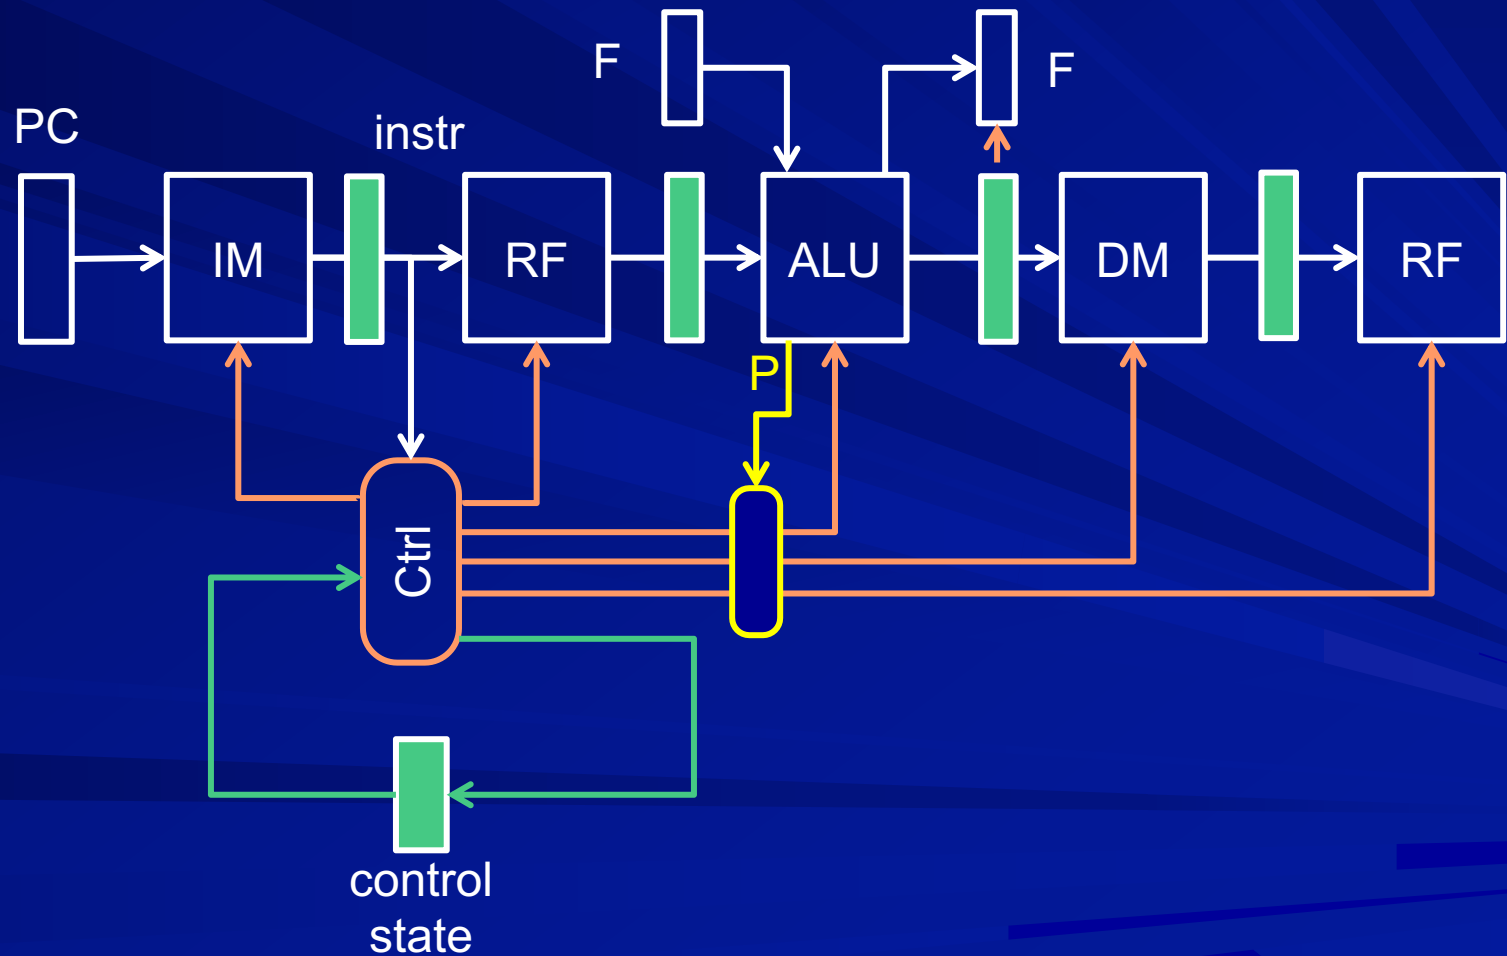 F
F
PC
instr
IM
RF
ALU
DM
RF
P
Ctrl
control
state